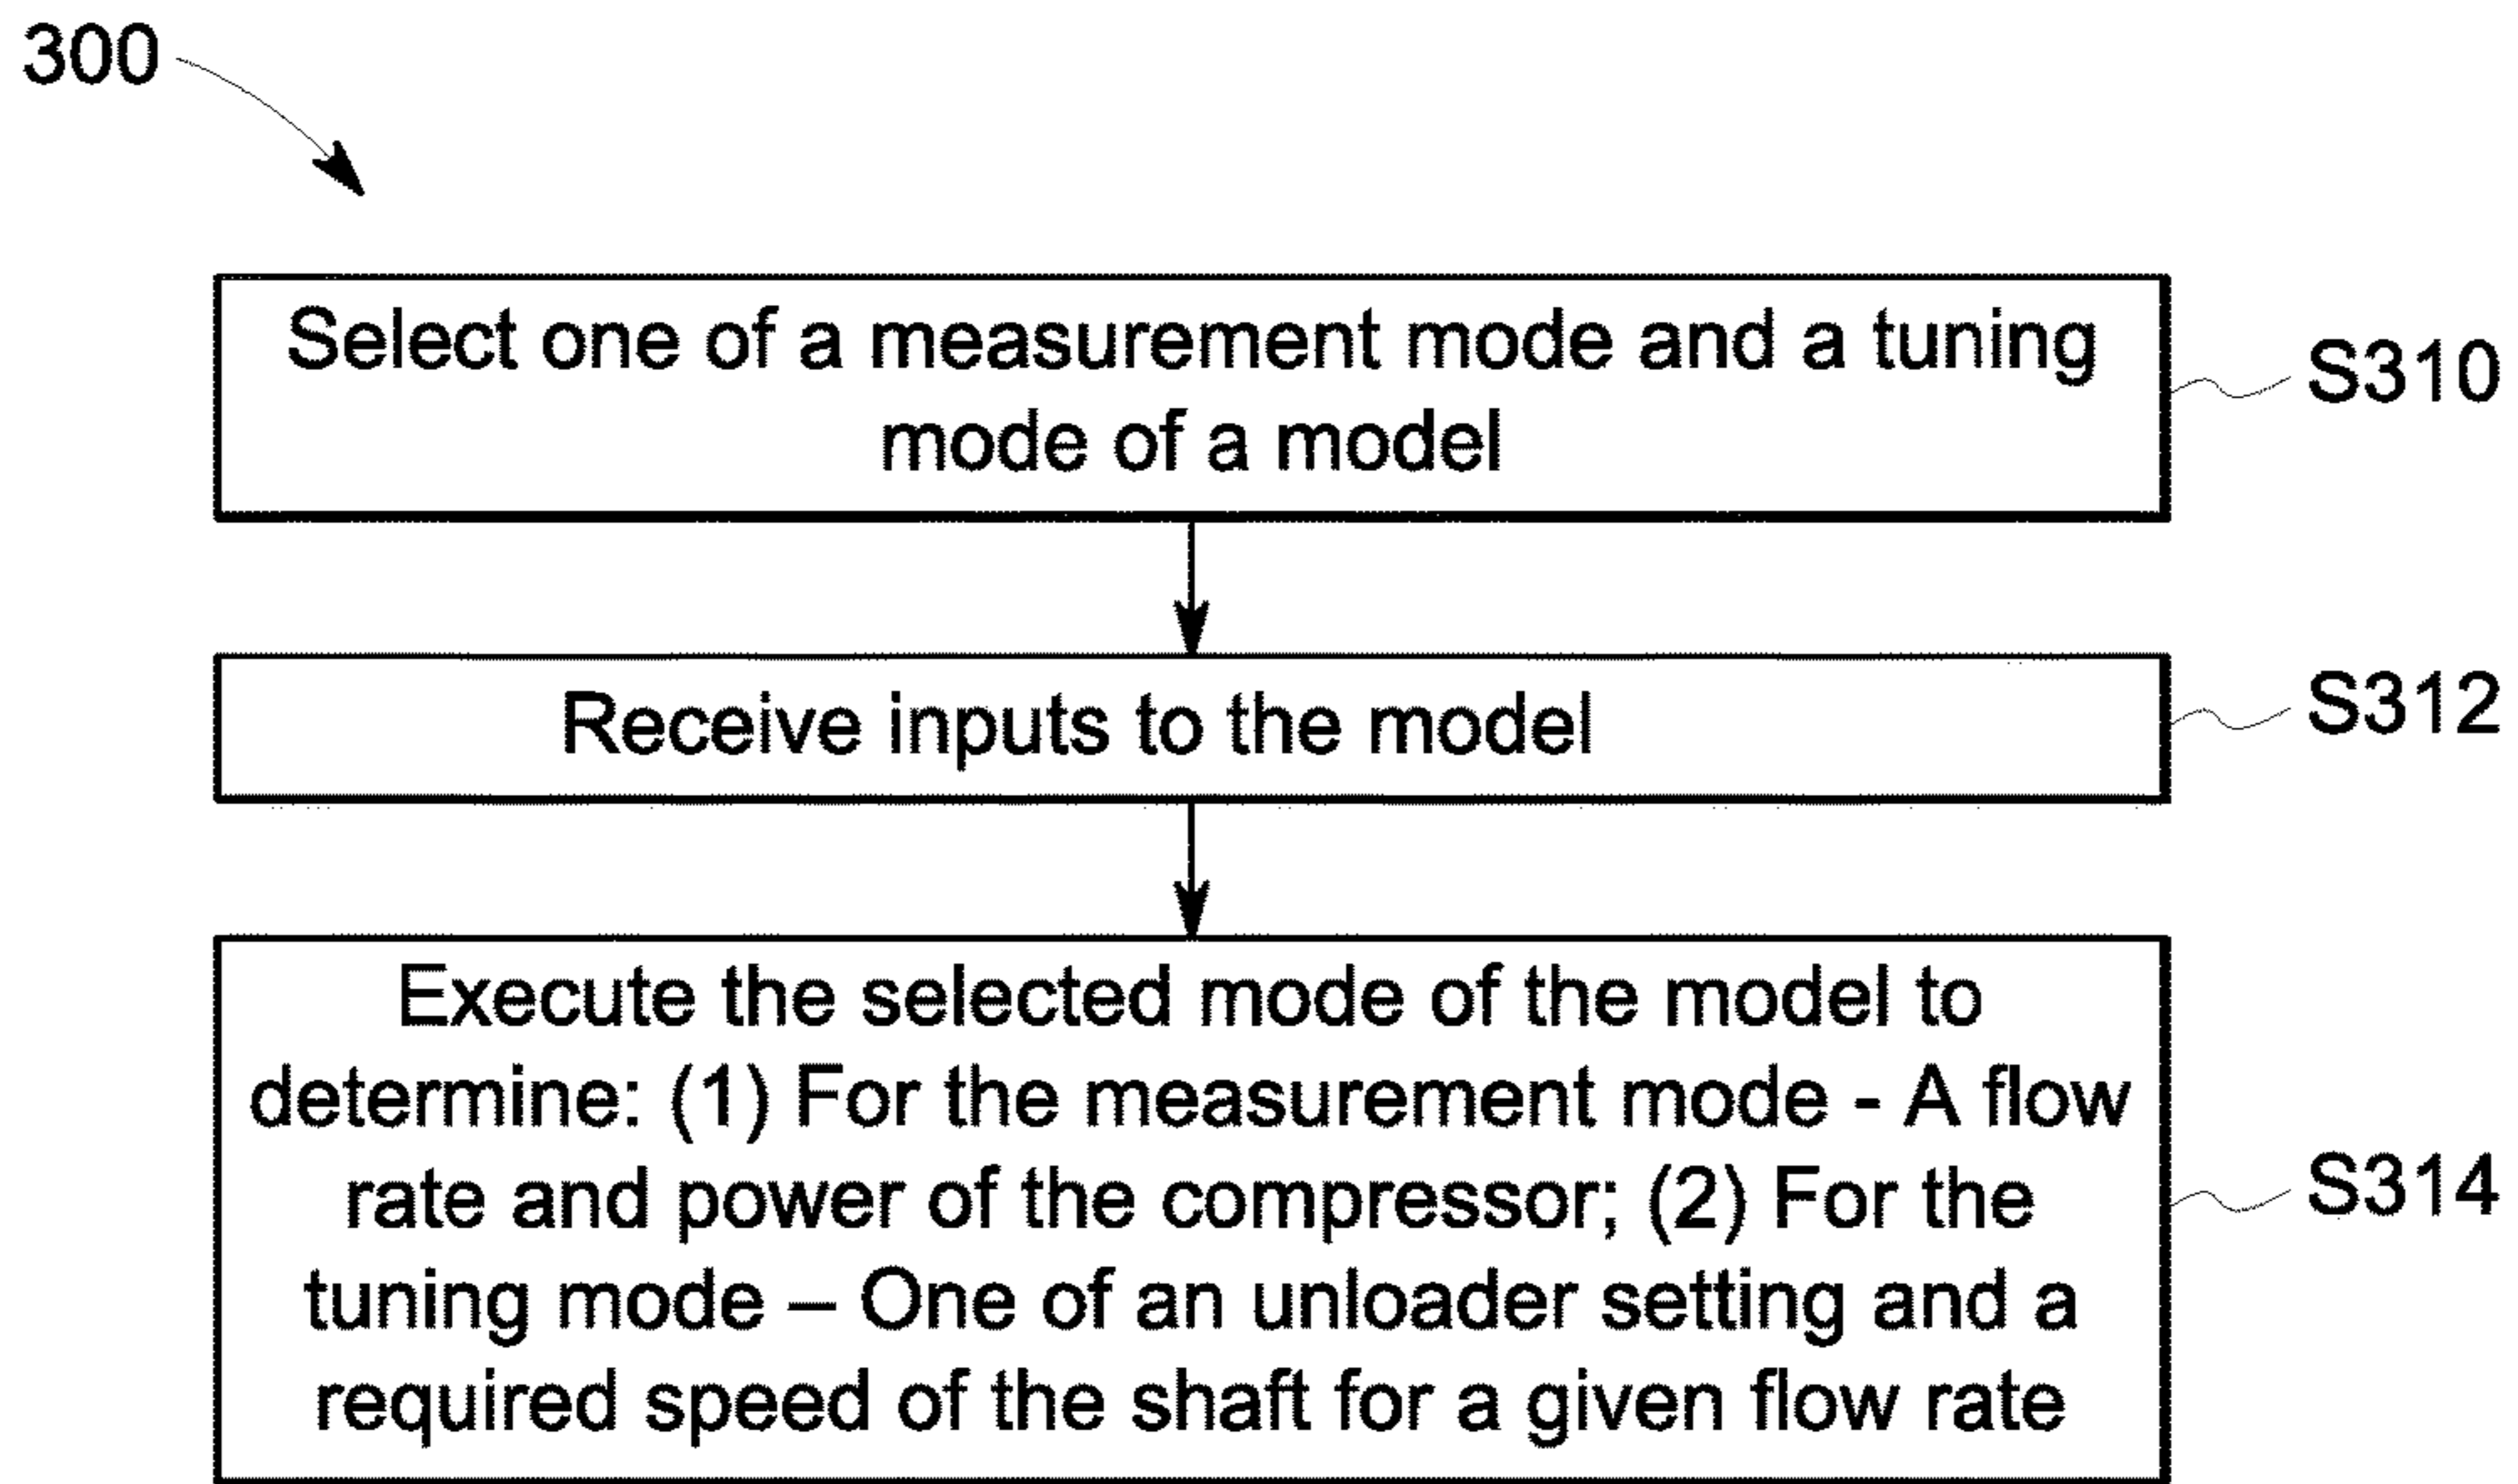 300
Select one of a measurement mode and a tuning
mode of a model
S310
Receive inputs to the model
S312
Execute the selected mode of the model to
determine: (1) For the measurement mode - A flow
rate and power of the compressor; (2) For the
tuning mode – One of an unloader setting and a
required speed of the shaft for a given flow rate
S314